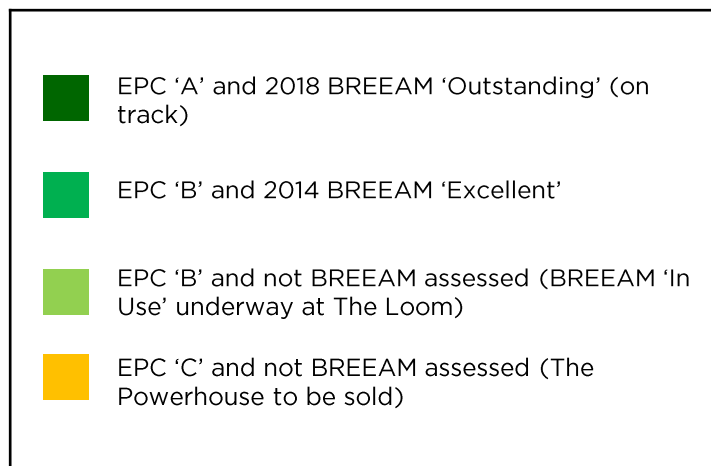 EPC ‘A’ and 2018 BREEAM ‘Outstanding’ (on
track)
EPC ‘B’ and 2014 BREEAM ‘Excellent’
EPC ‘B’ and not BREEAM assessed (BREEAM ‘In
Use’ underway at The Loom)
EPC ‘C’ and not BREEAM assessed (The
Powerhouse to be sold)